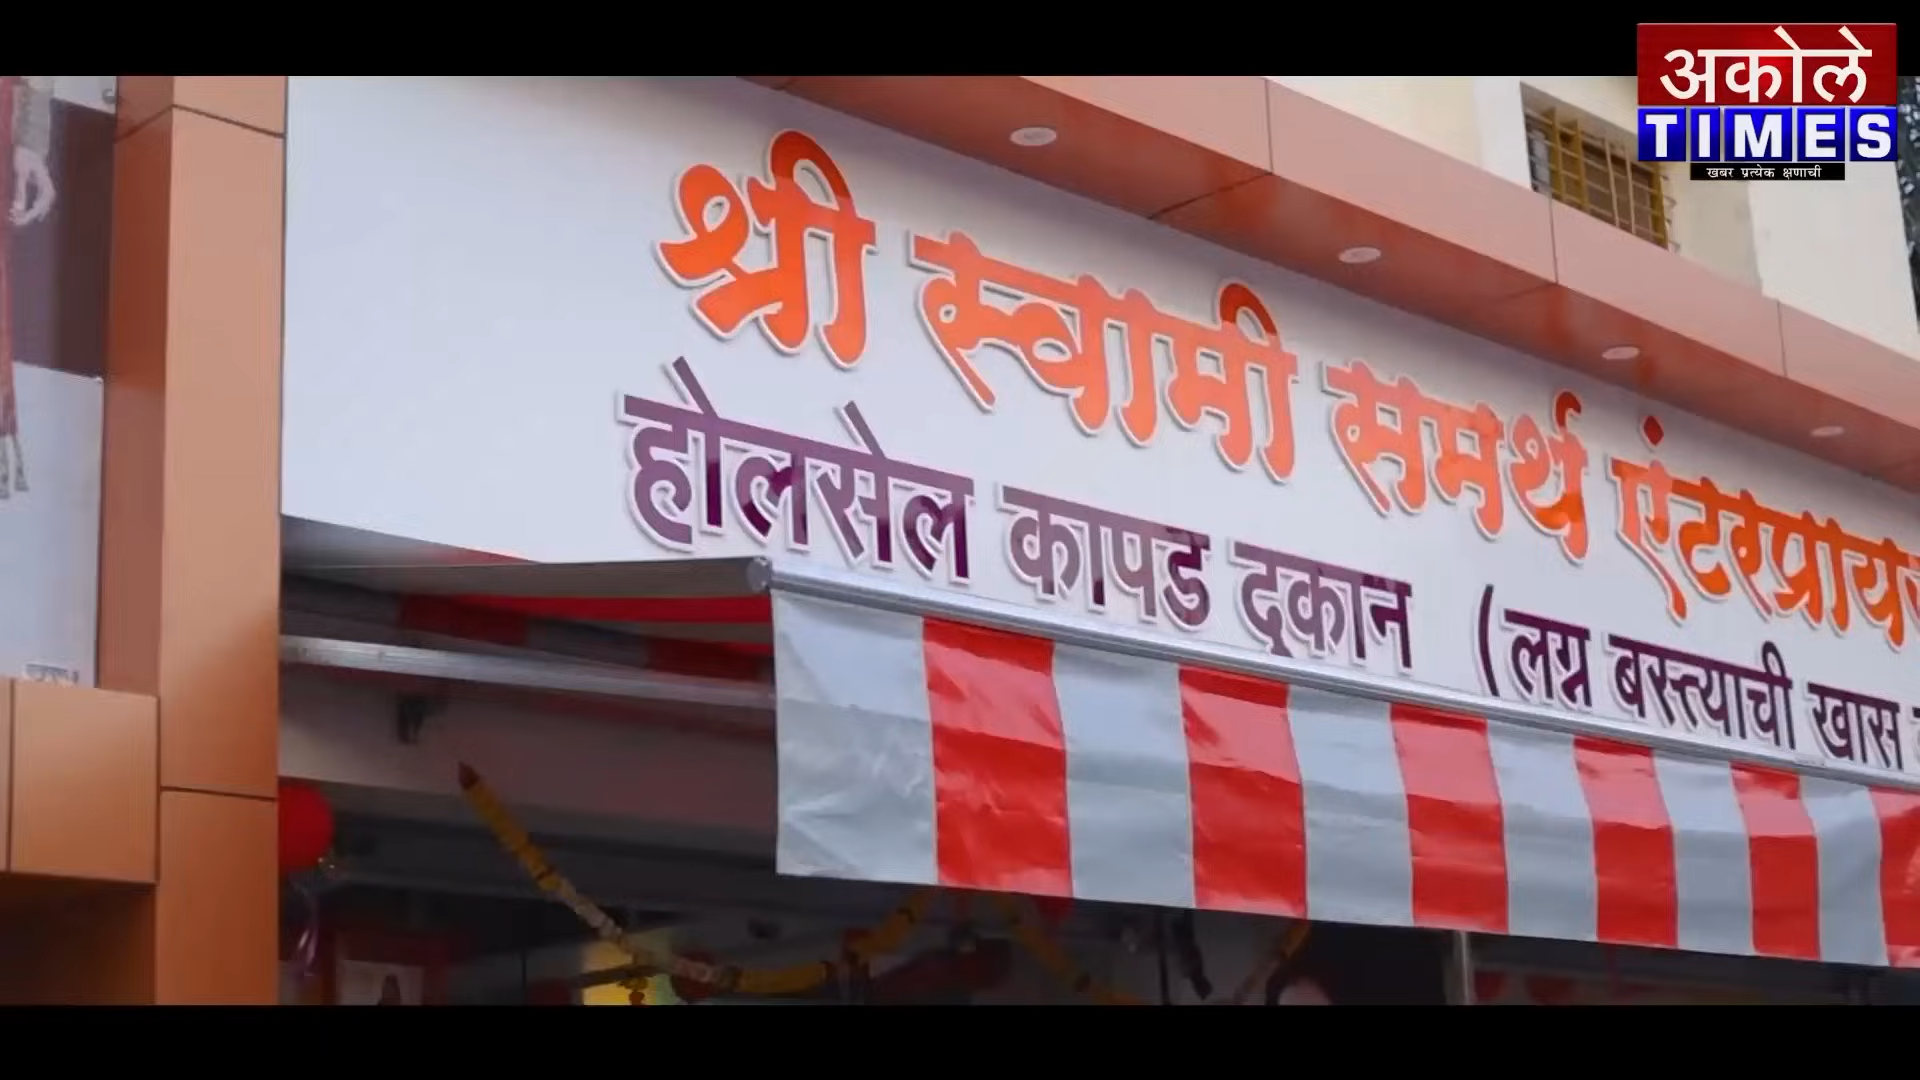 अकोले
TIMES
खबर प्रत्येक क्षणाची
श्री स्वामी समर्थ
होलसेल कापड दुकान (लग्न बस्त्याची खास